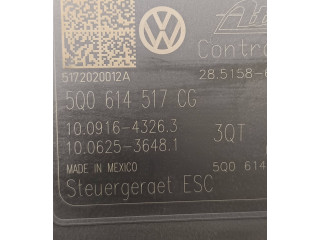 Contr
5172020012A
28.5158-
5Q0 614 517 CG
10.0916-4326.3
3QT
10.0625-3648.1
MADE IN MEXICO
5Q0 614
Steuergeraet ESC